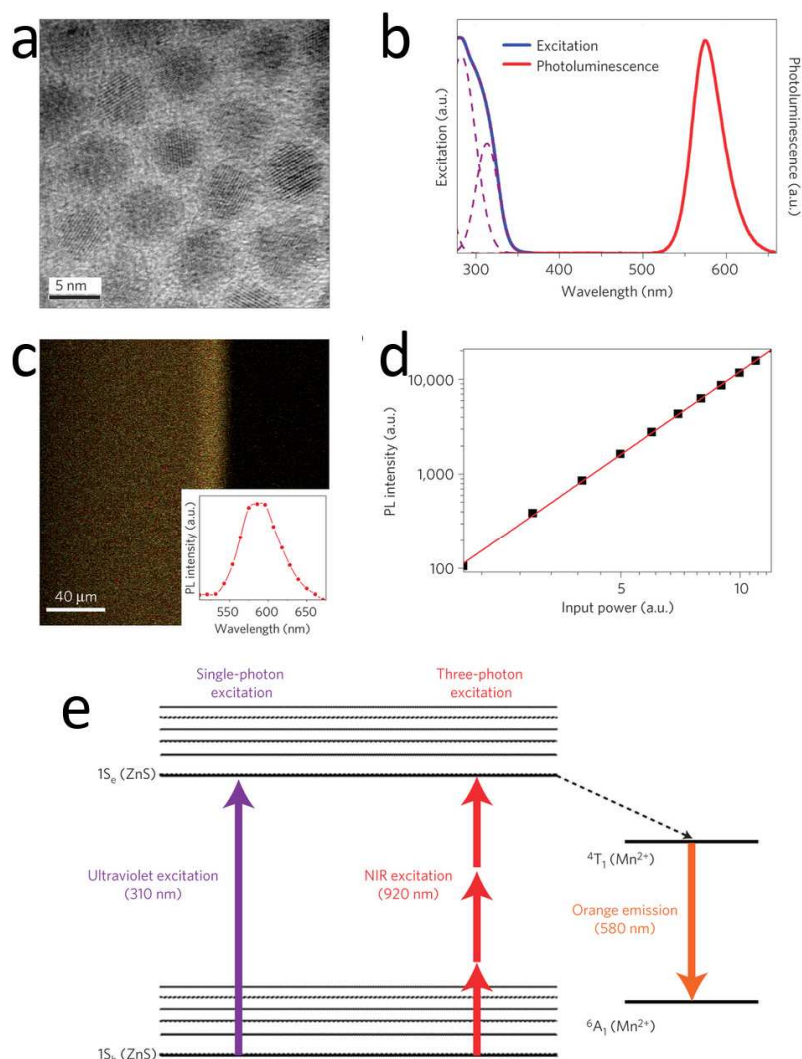 a
5 nm
b
Excitation
Photoluminescence
Excitation (a.u.)
Photoluminescence (a.u.)
300 400 500 600
Wavelength (nm)
c
40 μm
PL intensity (a.u.)
550 600 650
Wavelength (nm)
d
10,000
1,000
100
PL intensity (a.u.)
5 10
Input power (a.u.)
e
Single-photon
excitation
Three-photon
excitation
1Sₑ (ZnS)
Ultraviolet excitation
(310 nm)
NIR excitation
(920 nm)
⁴T₁ (Mn²⁺)
Orange emission
(580 nm)
⁶A₁ (Mn²⁺)
1Sₕ (ZnS)